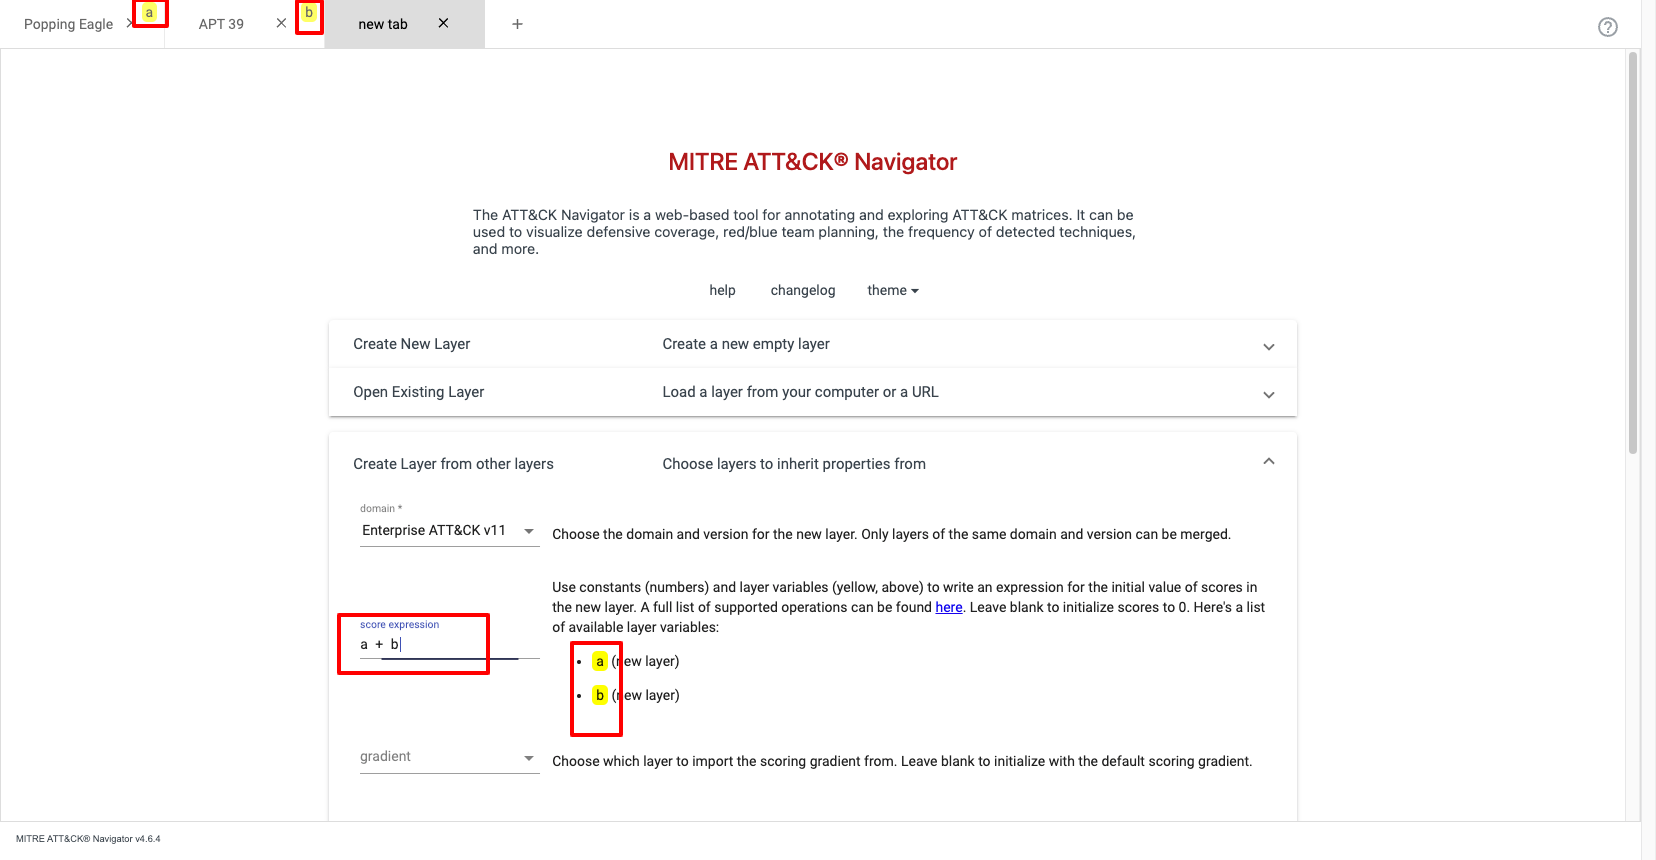 Popping Eagle
a
APT 39
b
new tab
MITRE ATT&CK® Navigator
The ATT&CK Navigator is a web-based tool for annotating and exploring ATT&CK matrices. It can be
used to visualize defensive coverage, red/blue team planning, the frequency of detected techniques,
and more.
help changelog theme
Create New Layer Create a new empty layer
Open Existing Layer Load a layer from your computer or a URL
Create Layer from other layers Choose layers to inherit properties from
domain *
Enterprise ATT&CK v11
Choose the domain and version for the new layer. Only layers of the same domain and version can be merged.
score expression
a + b
Use constants (numbers) and layer variables (yellow, above) to write an expression for the initial value of scores in
the new layer. A full list of supported operations can be found here. Leave blank to initialize scores to 0. Here's a list
of available layer variables:
• a (new layer)
• b (new layer)
gradient
Choose which layer to import the scoring gradient from. Leave blank to initialize with the default scoring gradient.
MITRE ATT&CK® Navigator v4.6.4